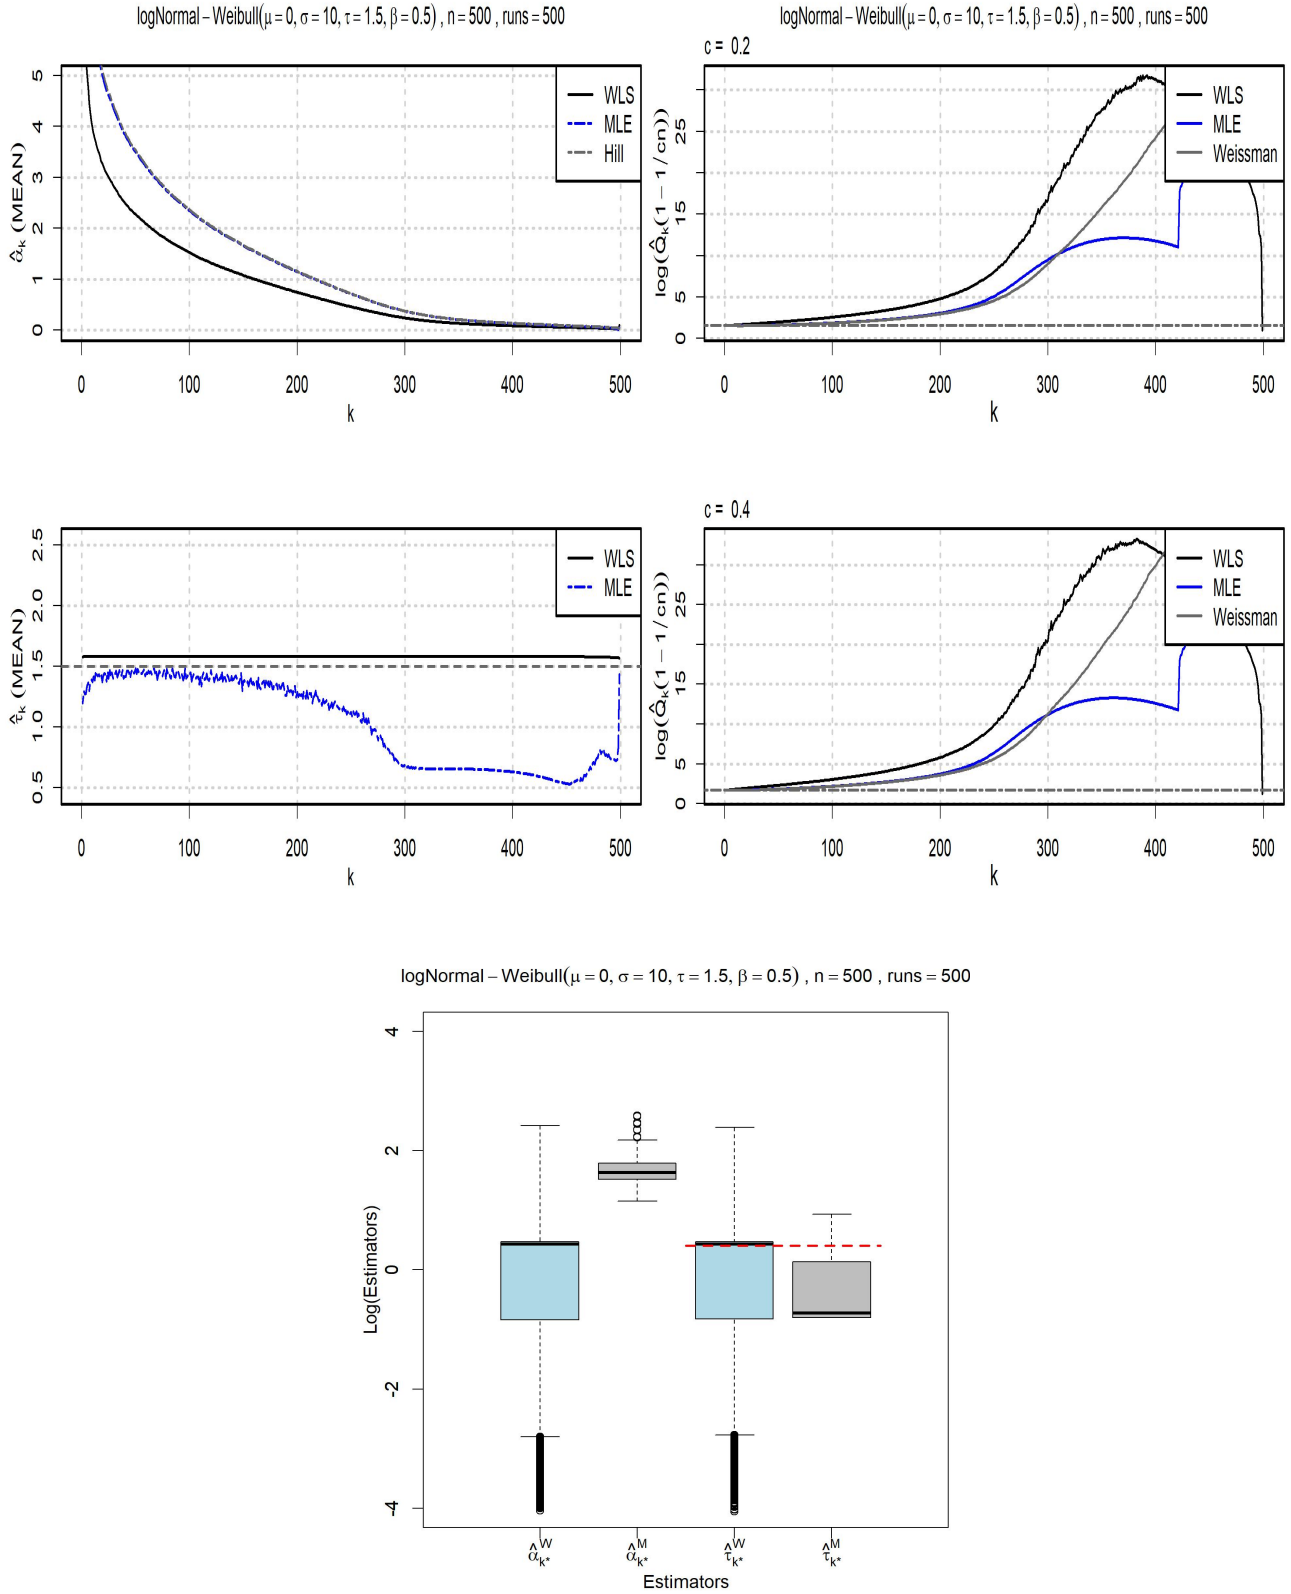 logNormal − Weibull(μ = 0, σ = 10, τ = 1.5, β = 0.5) , n = 500 , runs = 500
α̂k (MEAN)
5
4
3
2
1
0
WLS
MLE
Hill
0 100 200 300 400 500
k
logNormal − Weibull(μ = 0, σ = 10, τ = 1.5, β = 0.5) , n = 500 , runs = 500
c = 0.2
log(Q̂k(1 − 1/cn))
25
15
5
0
WLS
MLE
Weissman
0 100 200 300 400 500
k
τ̂k (MEAN)
2.5
2.0
1.5
1.0
0.5
WLS
MLE
0 100 200 300 400 500
k
c = 0.4
log(Q̂k(1 − 1/cn))
25
15
5
0
WLS
MLE
Weissman
0 100 200 300 400 500
k
logNormal − Weibull(μ = 0, σ = 10, τ = 1.5, β = 0.5) , n = 500 , runs = 500
Log(Estimators)
4
2
0
-2
-4
α̂ᵂk* α̂ᴹk* τ̂ᵂk* τ̂ᴹk*
Estimators